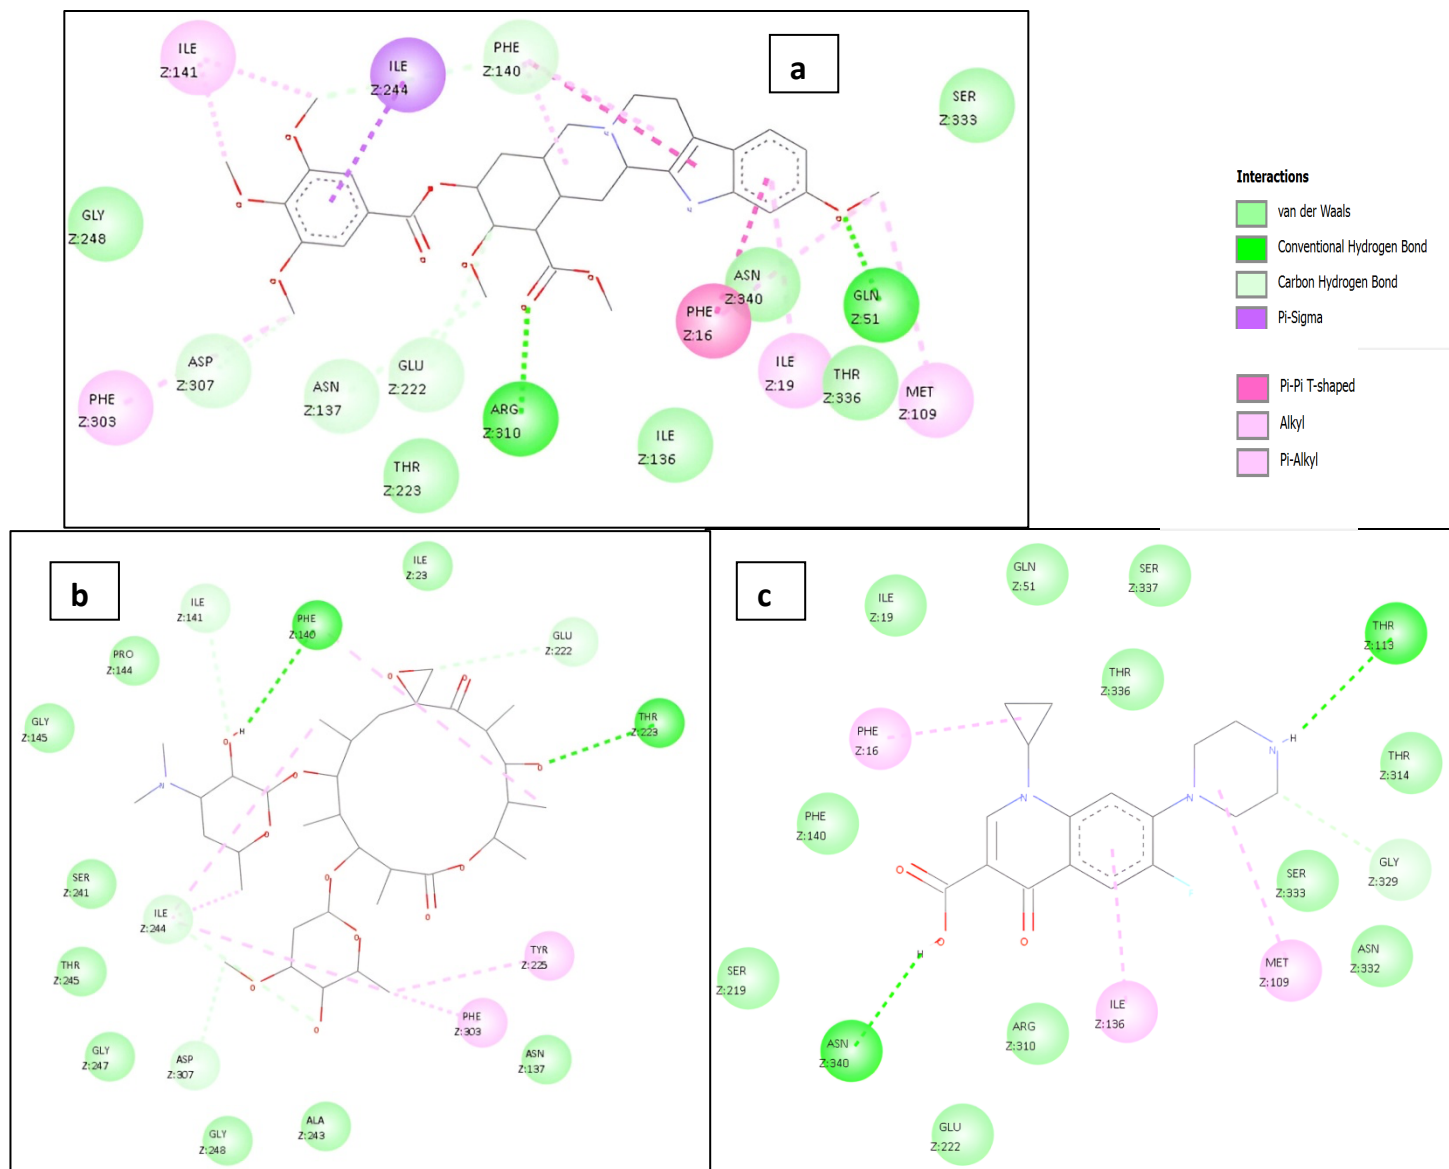 a
ILE
Z:141
ILE
Z:244
PHE
Z:140
SER
Z:333
GLY
Z:248
ASN
Z:340
GLN
Z:51
PHE
Z:16
ASP
Z:307
ASN
Z:137
GLU
Z:222
ILE
Z:19
THR
Z:336
MET
Z:109
PHE
Z:303
ARG
Z:310
ILE
Z:136
THR
Z:223
Interactions
van der Waals
Conventional Hydrogen Bond
Carbon Hydrogen Bond
Pi-Sigma
Pi-Pi T-shaped
Alkyl
Pi-Alkyl
b
ILE
Z:23
ILE
Z:141
PHE
Z:140
GLU
Z:222
PRO
Z:144
GLY
Z:145
THR
Z:223
O
O
O
H
O
O
N
O
O
O
O
O
O
O
O
SER
Z:241
ILE
Z:244
THR
Z:245
TYR
Z:225
PHE
Z:303
GLY
Z:247
ASP
Z:307
ASN
Z:137
GLY
Z:248
ALA
Z:243
c
GLN
Z:51
SER
Z:337
ILE
Z:19
THR
Z:113
THR
Z:336
PHE
Z:16
N
H
THR
Z:314
N
N
PHE
Z:140
GLY
Z:329
SER
Z:333
O
O
O
H
SER
Z:219
ASN
Z:332
MET
Z:109
ILE
Z:136
ARG
Z:310
ASN
Z:340
GLU
Z:222